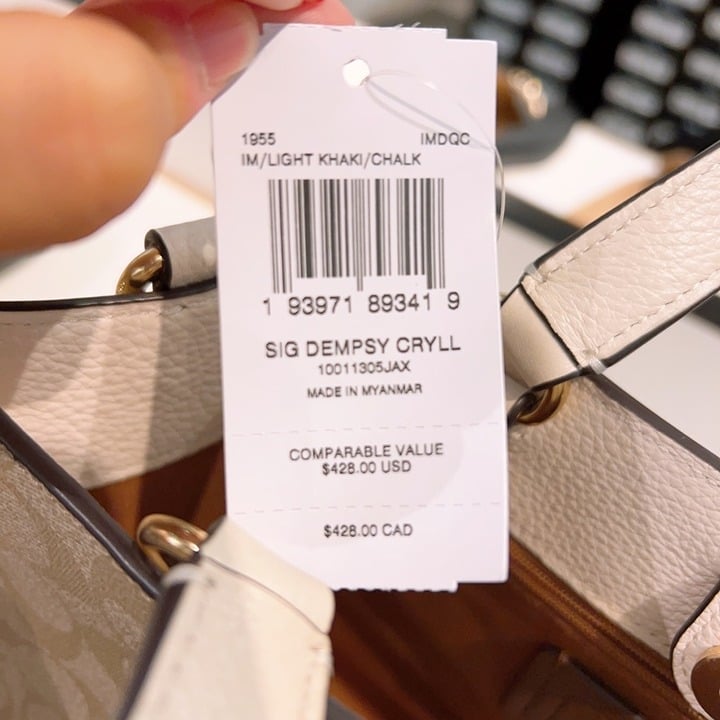 1955 IMDQC
IM/LIGHT KHAKI/CHALK
1 93971 89341 9
SIG DEMPSY CRYLL
10011305JAX
MADE IN MYANMAR
COMPARABLE VALUE
$428.00 USD
$428.00 CAD